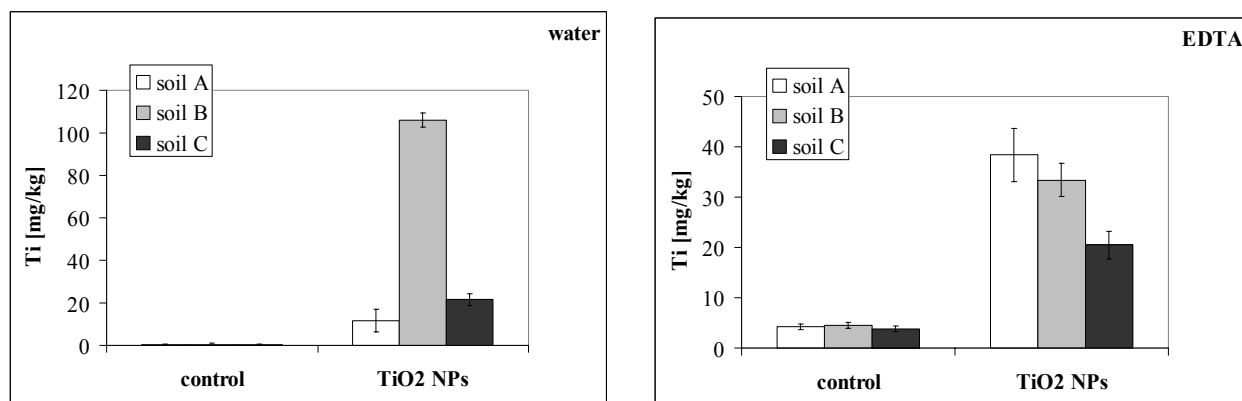 water
soil A
soil B
soil C
Ti [mg/kg]
120
100
80
60
40
20
0
control
TiO2 NPs
EDTA
soil A
soil B
soil C
Ti [mg/kg]
50
40
30
20
10
0
control
TiO2 NPs